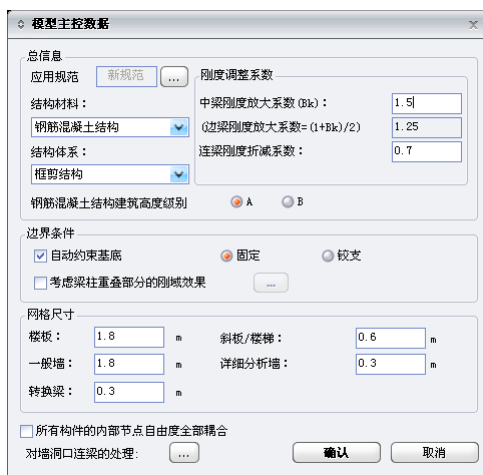 模型主控数据
总信息
应用规范 新规范 ...
结构材料：
钢筋混凝土结构
结构体系：
框剪结构
刚度调整系数
中梁刚度放大系数(Bk)： 1.5
(边梁刚度放大系数=(1+Bk)/2) 1.25
连梁刚度折减系数： 0.7
钢筋混凝土结构建筑高度级别 A B
边界条件
自动约束基底 固定 铰支
考虑梁柱重叠部分的刚域效果 ...
网格尺寸
楼板： 1.8 m 斜板/楼梯： 0.6 m
一般墙： 1.8 m 详细分析墙： 0.3 m
转换梁： 0.3 m
所有构件的内部节点自由度全部耦合
对墙洞口连梁的处理： ... 确认 取消